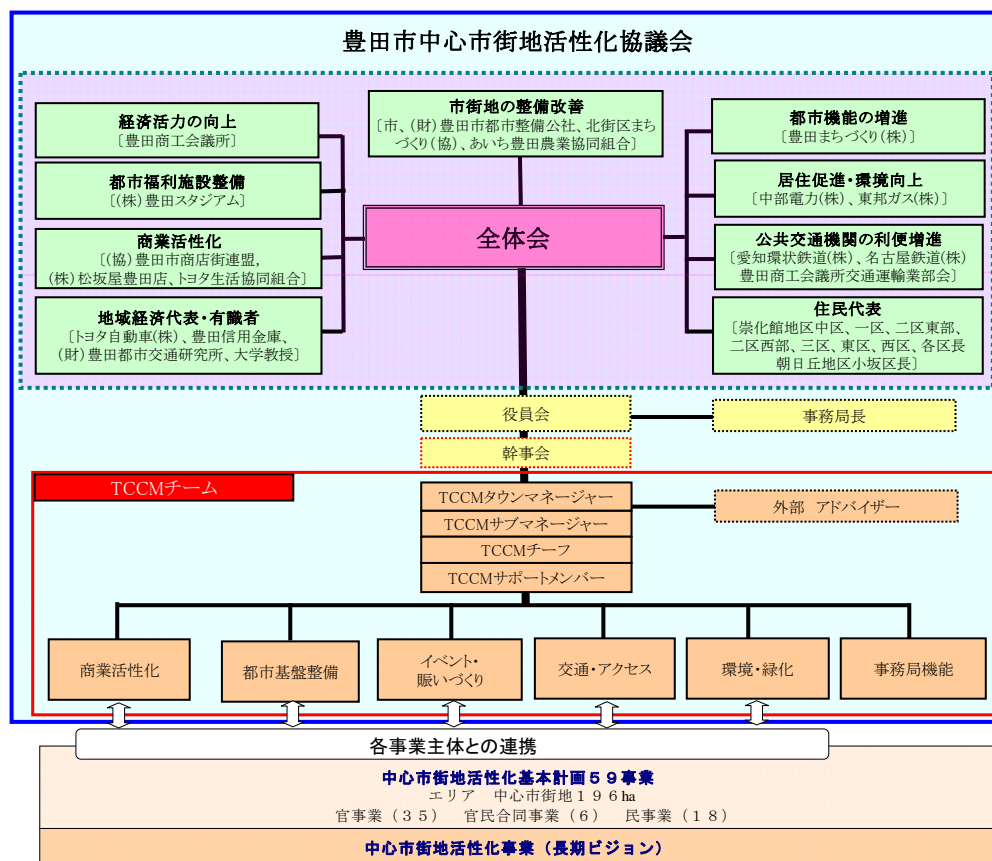 豊田市中心市街地活性化協議会
経済活力の向上
〔豊田商工会議所〕
都市福利施設整備
〔(株)豊田スタジアム〕
商業活性化
〔(協)豊田市商店街連盟,
(株)松坂屋豊田店、トヨタ生活協同組合〕
地域経済代表・有識者
〔トヨタ自動車(株)、豊田信用金庫、
(財)豊田都市交通研究所、大学教授〕
市街地の整備改善
〔市、(財)豊田市都市整備公社、北街区まち
づくり(協)、あいち豊田農業協同組合〕
全体会
都市機能の増進
〔豊田まちづくり(株)〕
居住促進・環境向上
〔中部電力(株)、東邦ガス(株)〕
公共交通機関の利便増進
〔愛知環状鉄道(株)、名古屋鉄道(株)
豊田商工会議所交通運輸業部会〕
住民代表
〔崇化館地区中区、一区、二区東部、
二区西部、三区、東区、西区、各区長
朝日丘地区小坂区長〕
役員会
事務局長
幹事会
TCCMチーム
TCCMタウンマネージャー
外部 アドバイザー
TCCMサブマネージャー
TCCMチーフ
TCCMサポートメンバー
商業活性化
都市基盤整備
イベント・
賑いづくり
交通・アクセス
環境・緑化
事務局機能
各事業主体との連携
中心市街地活性化基本計画59事業
エリア 中心市街地196ha
官事業(35) 官民合同事業(6) 民事業(18)
中心市街地活性化事業(長期ビジョン)